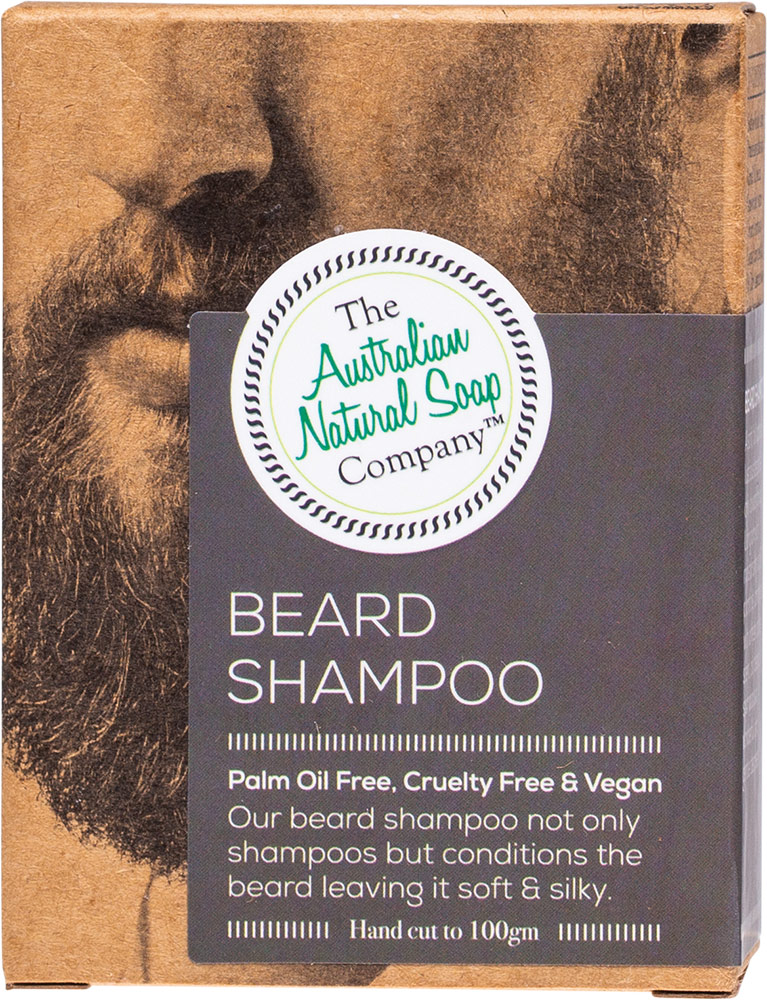 The
Australian
Natural Soap
Company™
BEARD
SHAMPOO
Palm Oil Free, Cruelty Free & Vegan
Our beard shampoo not only
shampoos but conditions the
beard leaving it soft & silky.
Hand cut to 100gm